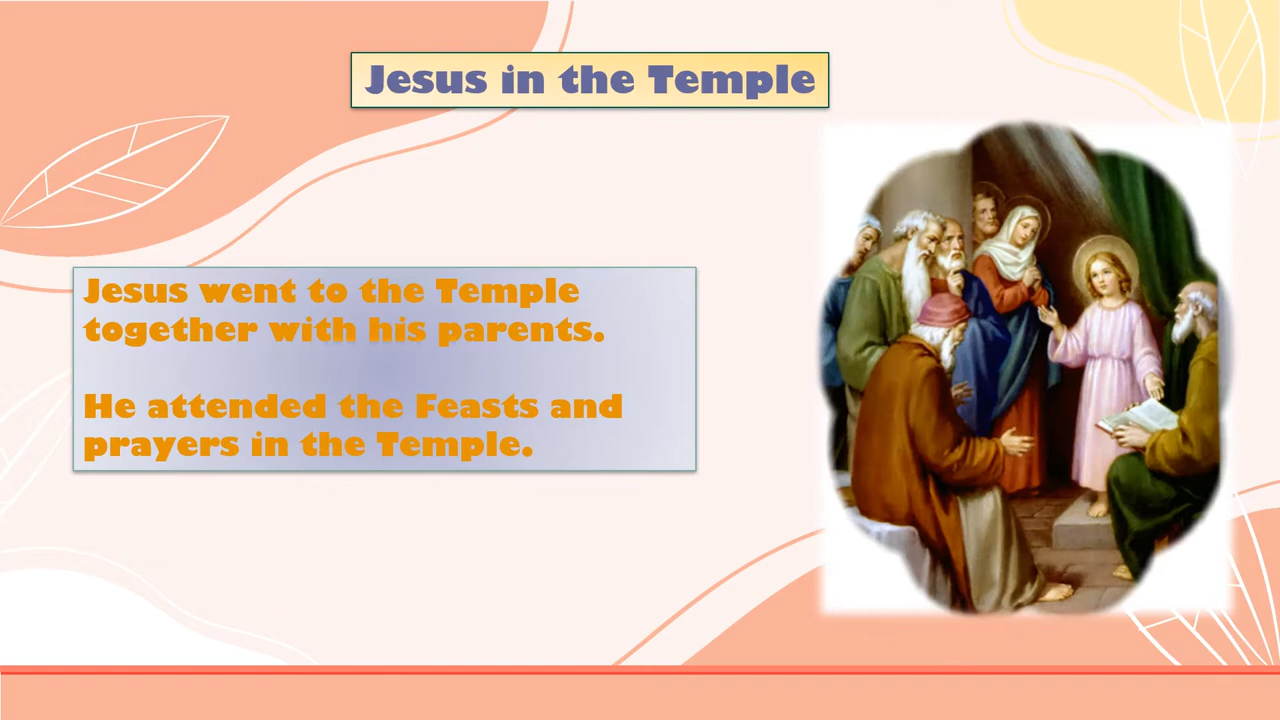 Jesus in the Temple
Jesus went to the Temple
together with his parents.
He attended the Feasts and
prayers in the Temple.